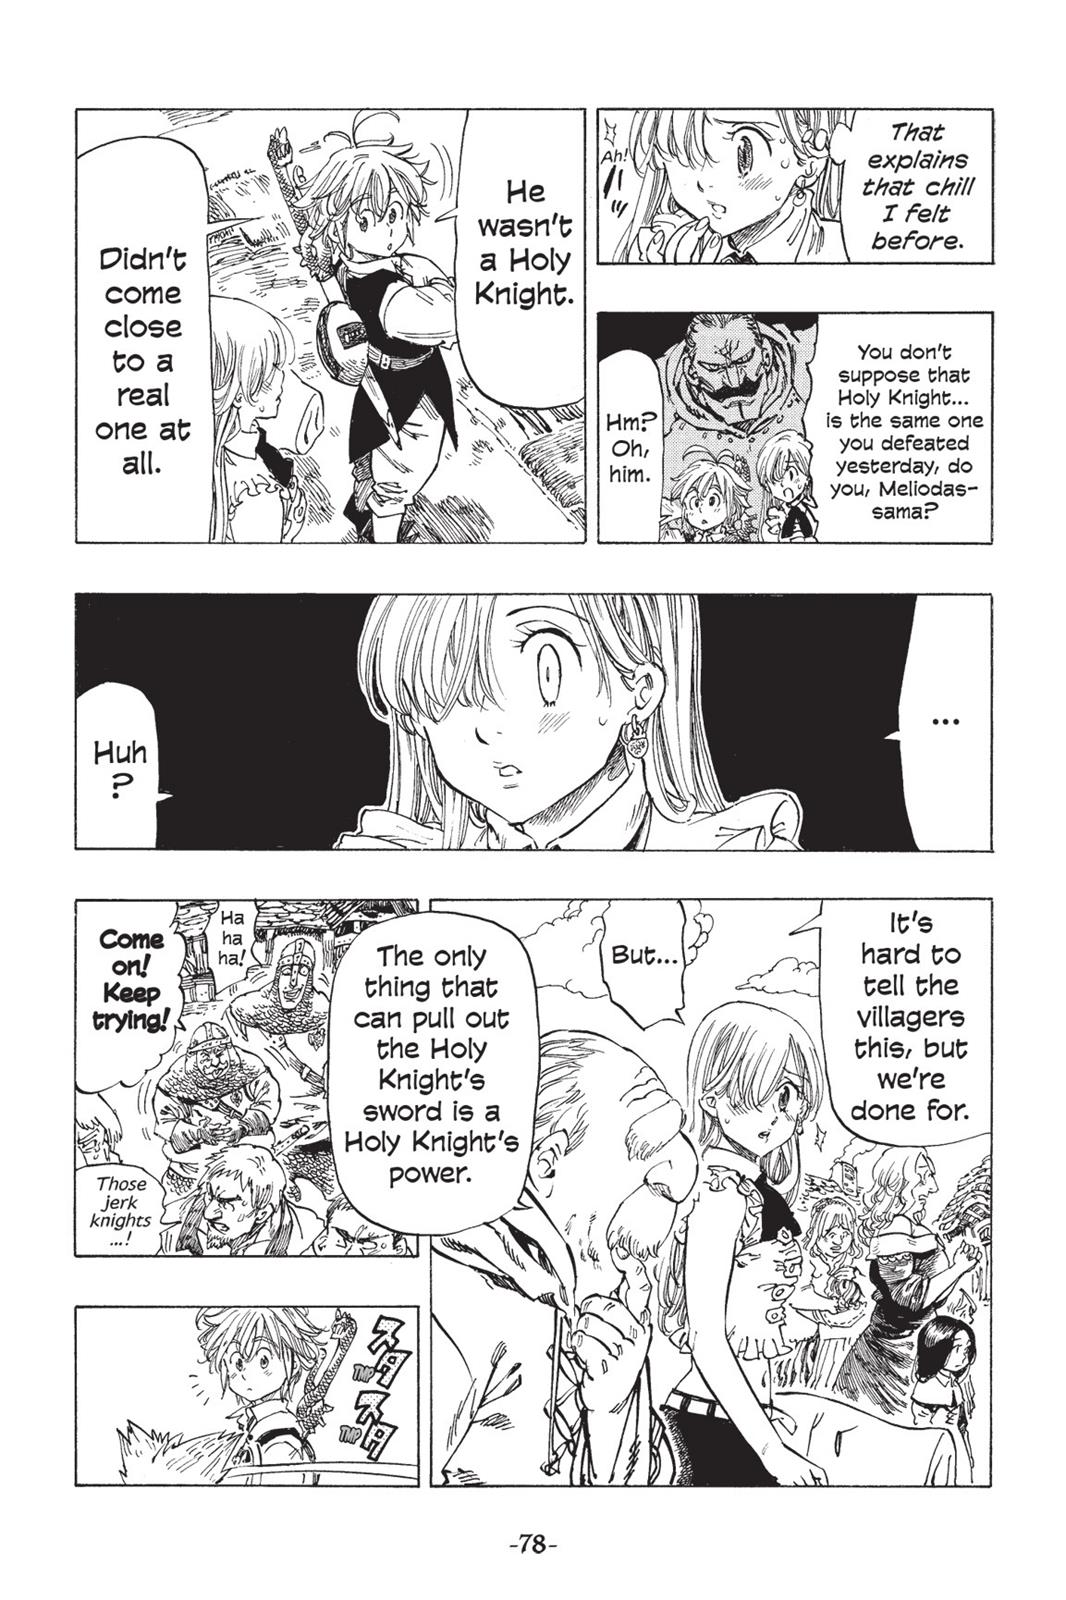 Ah!
That
explains
that chill
I felt
before.
You don't
suppose that
Holy Knight...
is the same one
you defeated
yesterday, do
you, Meliodas-
sama?
Hm?
Oh,
him.
He
wasn't
a Holy
Knight.
Didn't
come
close
to a
real
one at
all.
...
Huh
?
It's
hard to
tell the
villagers
this, but
we're
done for.
But...
The only
thing that
can pull out
the Holy
Knight's
sword is a
Holy Knight's
power.
Ha
ha
ha!
Come
on!
Keep
trying!
Those
jerk
knights
...!
スタ
TMP
スタ
TMP
-78-